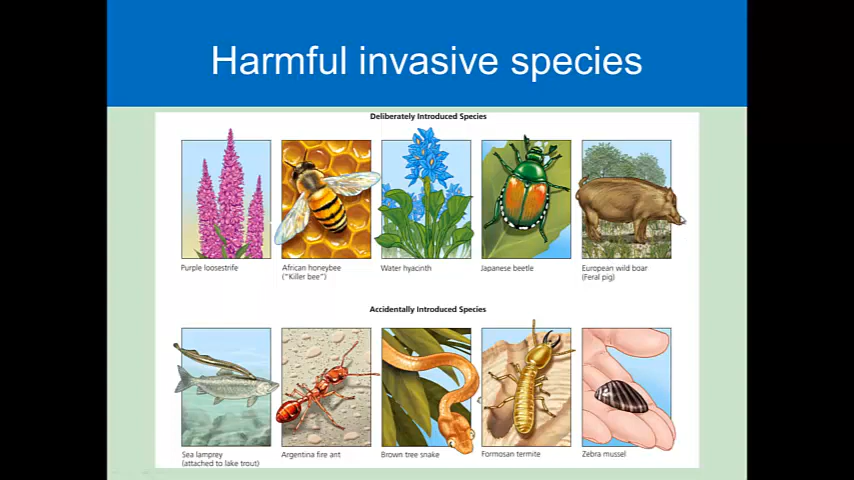 Harmful invasive species
Deliberately Introduced Species
Purple loosestrife
African honeybee
("Killer bee")
Water hyacinth
Japanese beetle
European wild boar
(Feral pig)
Accidentally Introduced Species
Sea lamprey
(attached to lake trout)
Argentina fire ant
Brown tree snake
Formosan termite
Zebra mussel